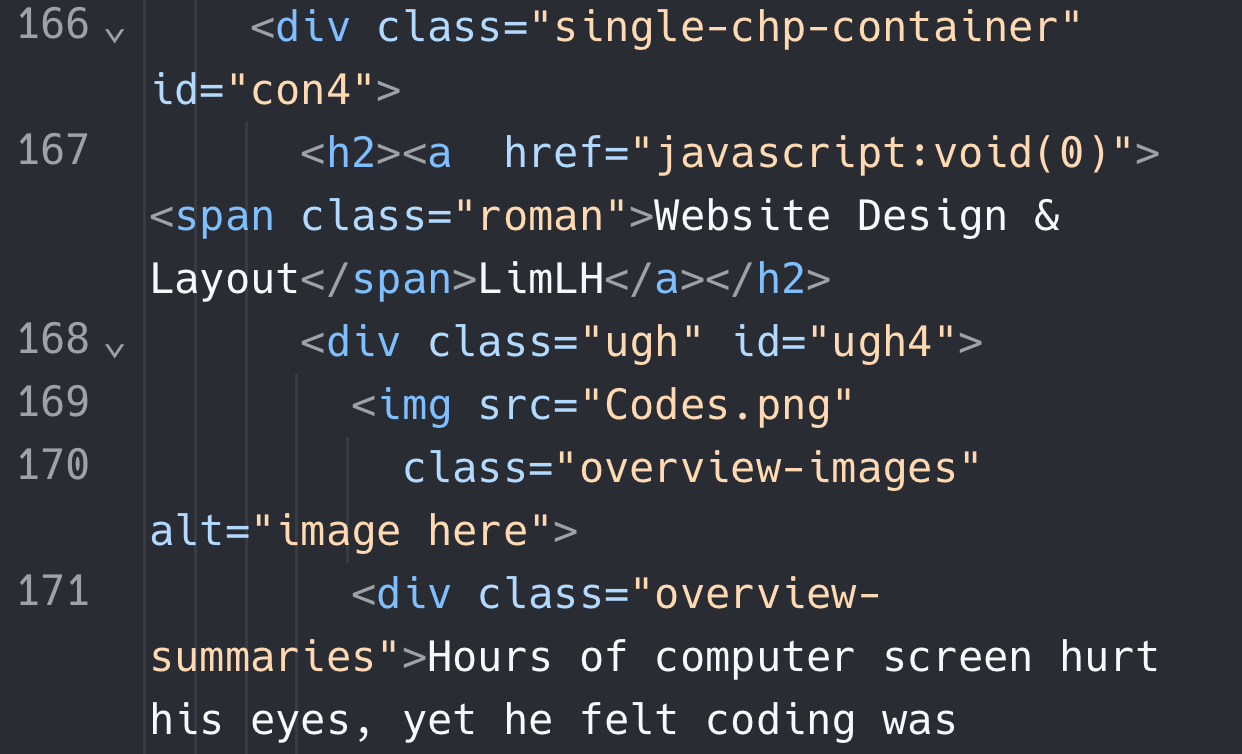 166 <div class="single-chp-container"
id="con4">
167 <h2><a  href="javascript:void(0)">
<span class="roman">Website Design &
Layout</span>LimLH</a></h2>
168 <div class="ugh" id="ugh4">
169 <img src="Codes.png"
170 class="overview-images"
alt="image here">
171 <div class="overview-
summaries">Hours of computer screen hurt
his eyes, yet he felt coding was